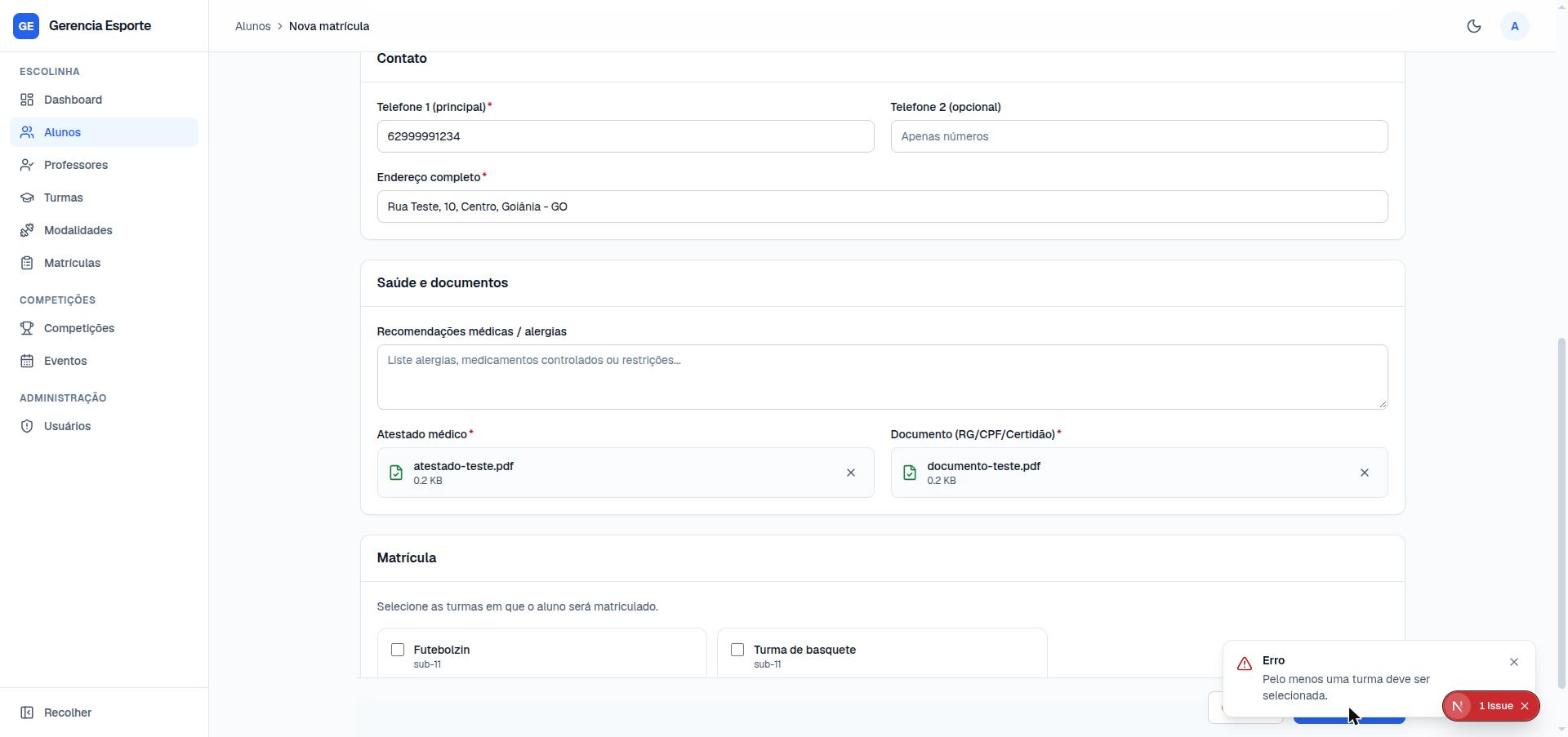 GE Gerencia Esporte
Alunos > Nova matrícula
A
ESCOLINHA
Dashboard
Alunos
Professores
Turmas
Modalidades
Matrículas
COMPETIÇÕES
Competições
Eventos
ADMINISTRAÇÃO
Usuários
Recolher
Contato
Telefone 1 (principal)*
62999991234
Telefone 2 (opcional)
Apenas números
Endereço completo*
Rua Teste, 10, Centro, Goiânia - GO
Saúde e documentos
Recomendações médicas / alergias
Liste alergias, medicamentos controlados ou restrições...
Atestado médico*
atestado-teste.pdf
0.2 KB
Documento (RG/CPF/Certidão)*
documento-teste.pdf
0.2 KB
Matrícula
Selecione as turmas em que o aluno será matriculado.
Futebolzin
sub-11
Turma de basquete
sub-11
Erro
Pelo menos uma turma deve ser
selecionada.
N 1 Issue